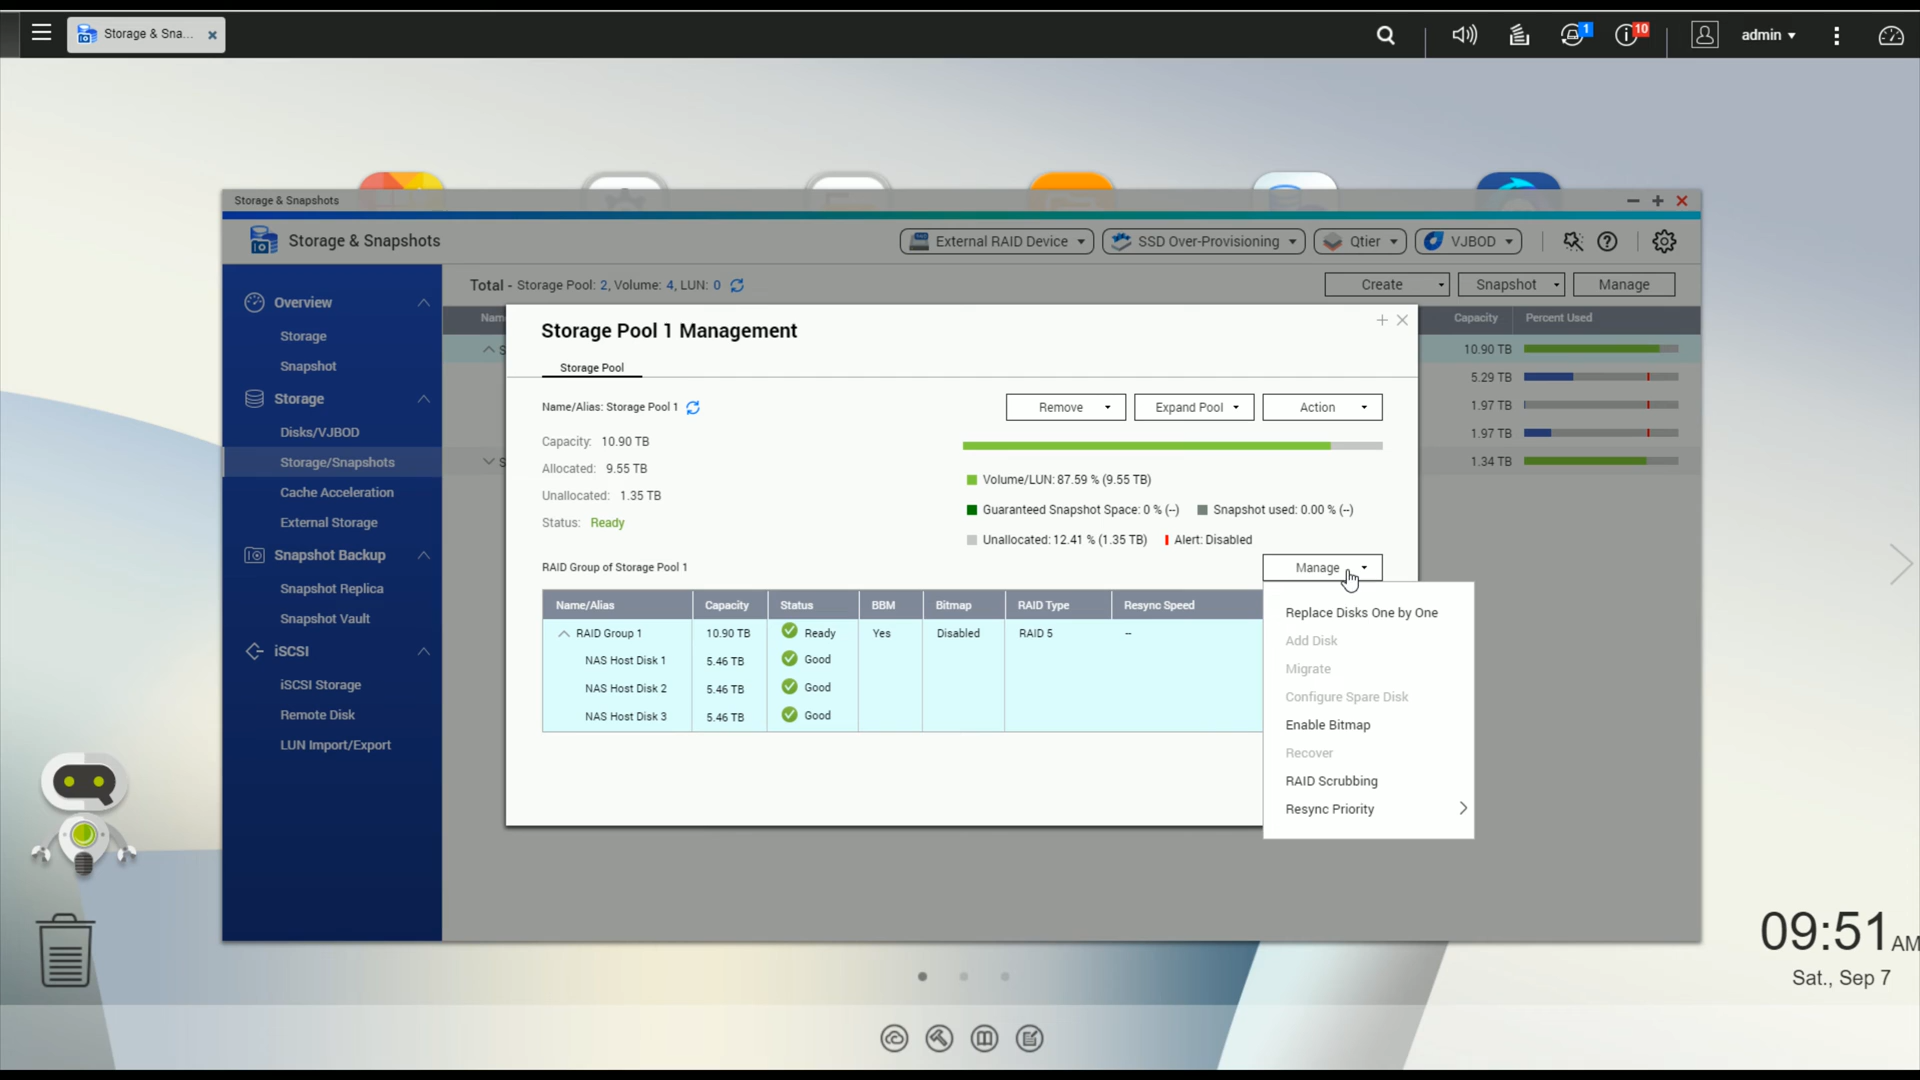 Storage & Sna...
1
10
admin
Storage & Snapshots
Storage & Snapshots
External RAID Device
SSD Over-Provisioning
Qtier
VJBOD
Overview
Storage
Snapshot
Storage
Disks/VJBOD
Storage/Snapshots
Cache Acceleration
External Storage
Snapshot Backup
Snapshot Replica
Snapshot Vault
iSCSI
iSCSI Storage
Remote Disk
LUN Import/Export
Total - Storage Pool: 2, Volume: 4, LUN: 0
Create
Snapshot
Manage
Capacity Percent Used
10.90 TB
5.29 TB
1.97 TB
1.97 TB
1.34 TB
Storage Pool 1 Management
Storage Pool
Name/Alias: Storage Pool 1
Remove
Expand Pool
Action
Capacity: 10.90 TB
Allocated: 9.55 TB
Unallocated: 1.35 TB
Status: Ready
Volume/LUN: 87.59 % (9.55 TB)
Guaranteed Snapshot Space: 0 % (--) Snapshot used: 0.00 % (--)
Unallocated: 12.41 % (1.35 TB) Alert: Disabled
RAID Group of Storage Pool 1
Manage
Name/Alias Capacity Status BBM Bitmap RAID Type Resync Speed
RAID Group 1 10.90 TB Ready Yes Disabled RAID 5 --
NAS Host Disk 1 5.46 TB Good
NAS Host Disk 2 5.46 TB Good
NAS Host Disk 3 5.46 TB Good
Replace Disks One by One
Add Disk
Migrate
Configure Spare Disk
Enable Bitmap
Recover
RAID Scrubbing
Resync Priority
09:51 AM
Sat., Sep 7